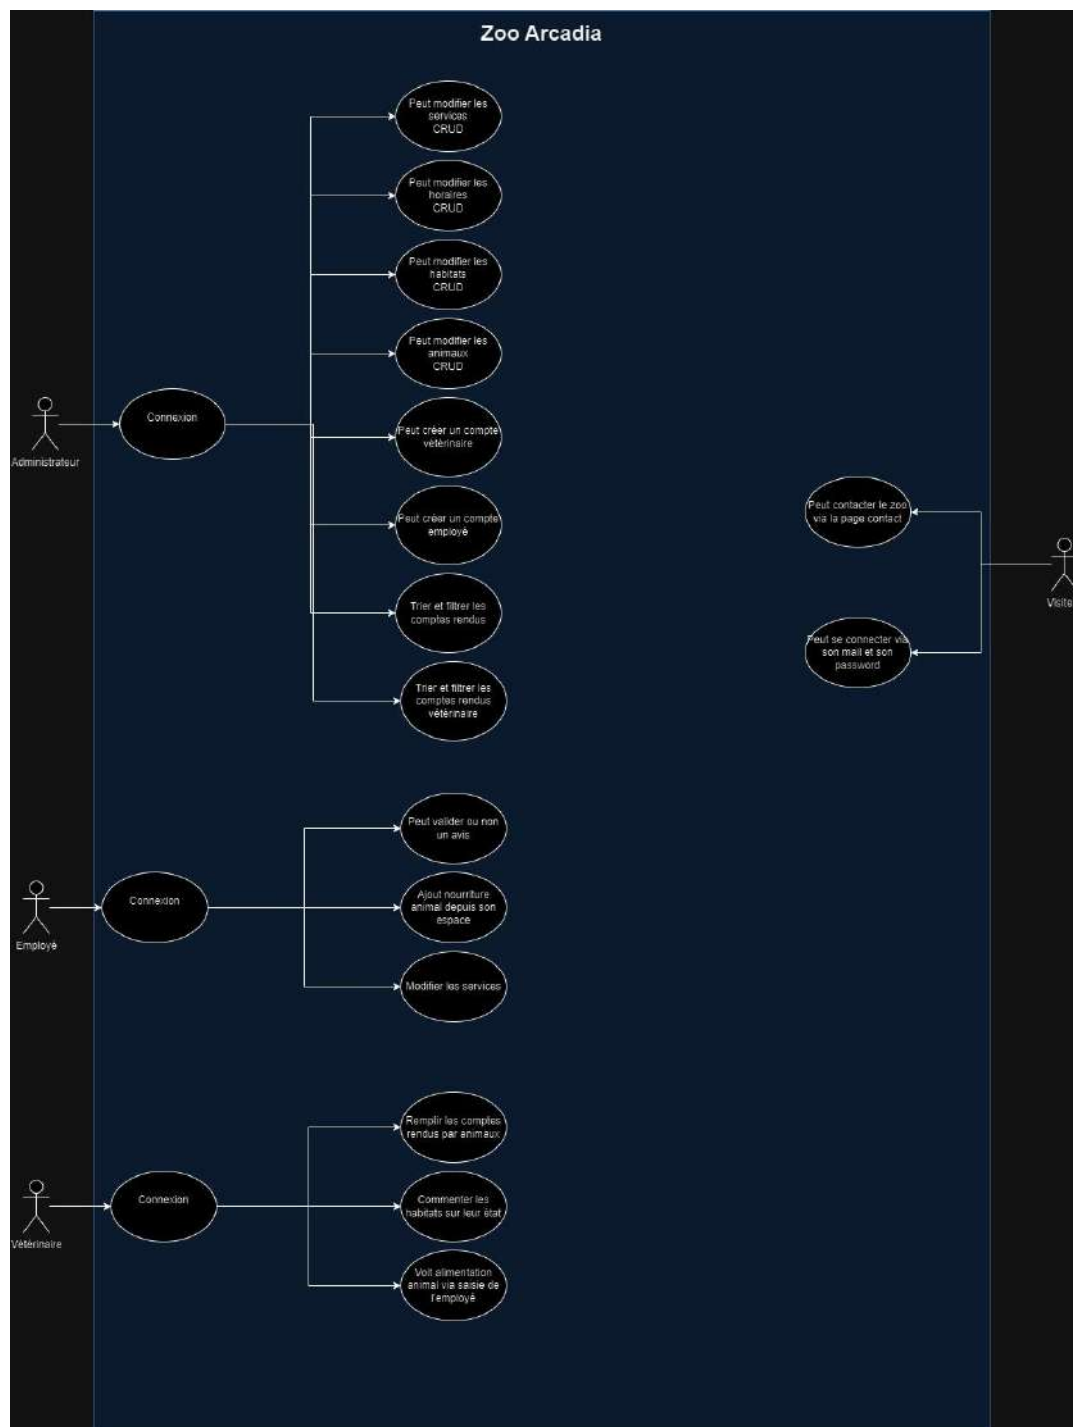 Zoo Arcadia
Peut modifier les
services
CRUD
Peut modifier les
horaires
CRUD
Peut modifier les
habitats
CRUD
Peut modifier les
animaux
CRUD
Connexion
Administrateur
Peut créer un compte
vétérinaire
Peut créer un compte
employé
Trier et filtrer les
comptes rendus
Trier et filtrer les
comptes rendus
vétérinaire
Peut contacter le zoo
via la page contact
Visite
Peut se connecter via
son mail et son
password
Peut valider ou non
un avis
Connexion
Employé
Ajout nourriture
animal depuis son
espace
Modifier les services
Remplir les comptes
rendus par animaux
Connexion
Vétérinaire
Commenter les
habitats sur leur état
Voit alimentation
animal via saisie de
l'employé